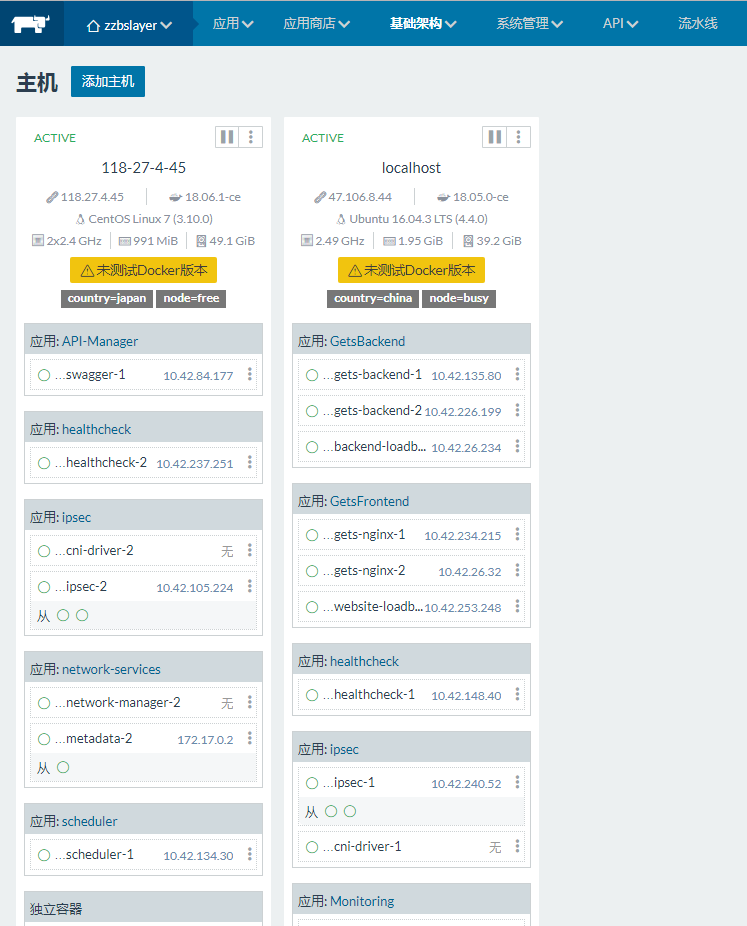 zzbslayer 应用 应用商店 基础架构 系统管理 API 流水线
主机 添加主机
ACTIVE
118-27-4-45
118.27.4.45 18.06.1-ce
CentOS Linux 7 (3.10.0)
2x2.4 GHz 991 MiB 49.1 GiB
未测试Docker版本
country=japan node=free
应用: API-Manager
...swagger-1 10.42.84.177
应用: healthcheck
...healthcheck-2 10.42.237.251
应用: ipsec
...cni-driver-2 无
...ipsec-2 10.42.105.224
从
应用: network-services
...network-manager-2 无
...metadata-2 172.17.0.2
从
应用: scheduler
...scheduler-1 10.42.134.30
独立容器
ACTIVE
localhost
47.106.8.44 18.05.0-ce
Ubuntu 16.04.3 LTS (4.4.0)
2.49 GHz 1.95 GiB 39.2 GiB
未测试Docker版本
country=china node=busy
应用: GetsBackend
...gets-backend-1 10.42.135.80
...gets-backend-2 10.42.226.199
...backend-loadb... 10.42.26.234
应用: GetsFrontend
...gets-nginx-1 10.42.234.215
...gets-nginx-2 10.42.26.32
...website-loadb... 10.42.253.248
应用: healthcheck
...healthcheck-1 10.42.148.40
应用: ipsec
...ipsec-1 10.42.240.52
从
...cni-driver-1 无
应用: Monitoring